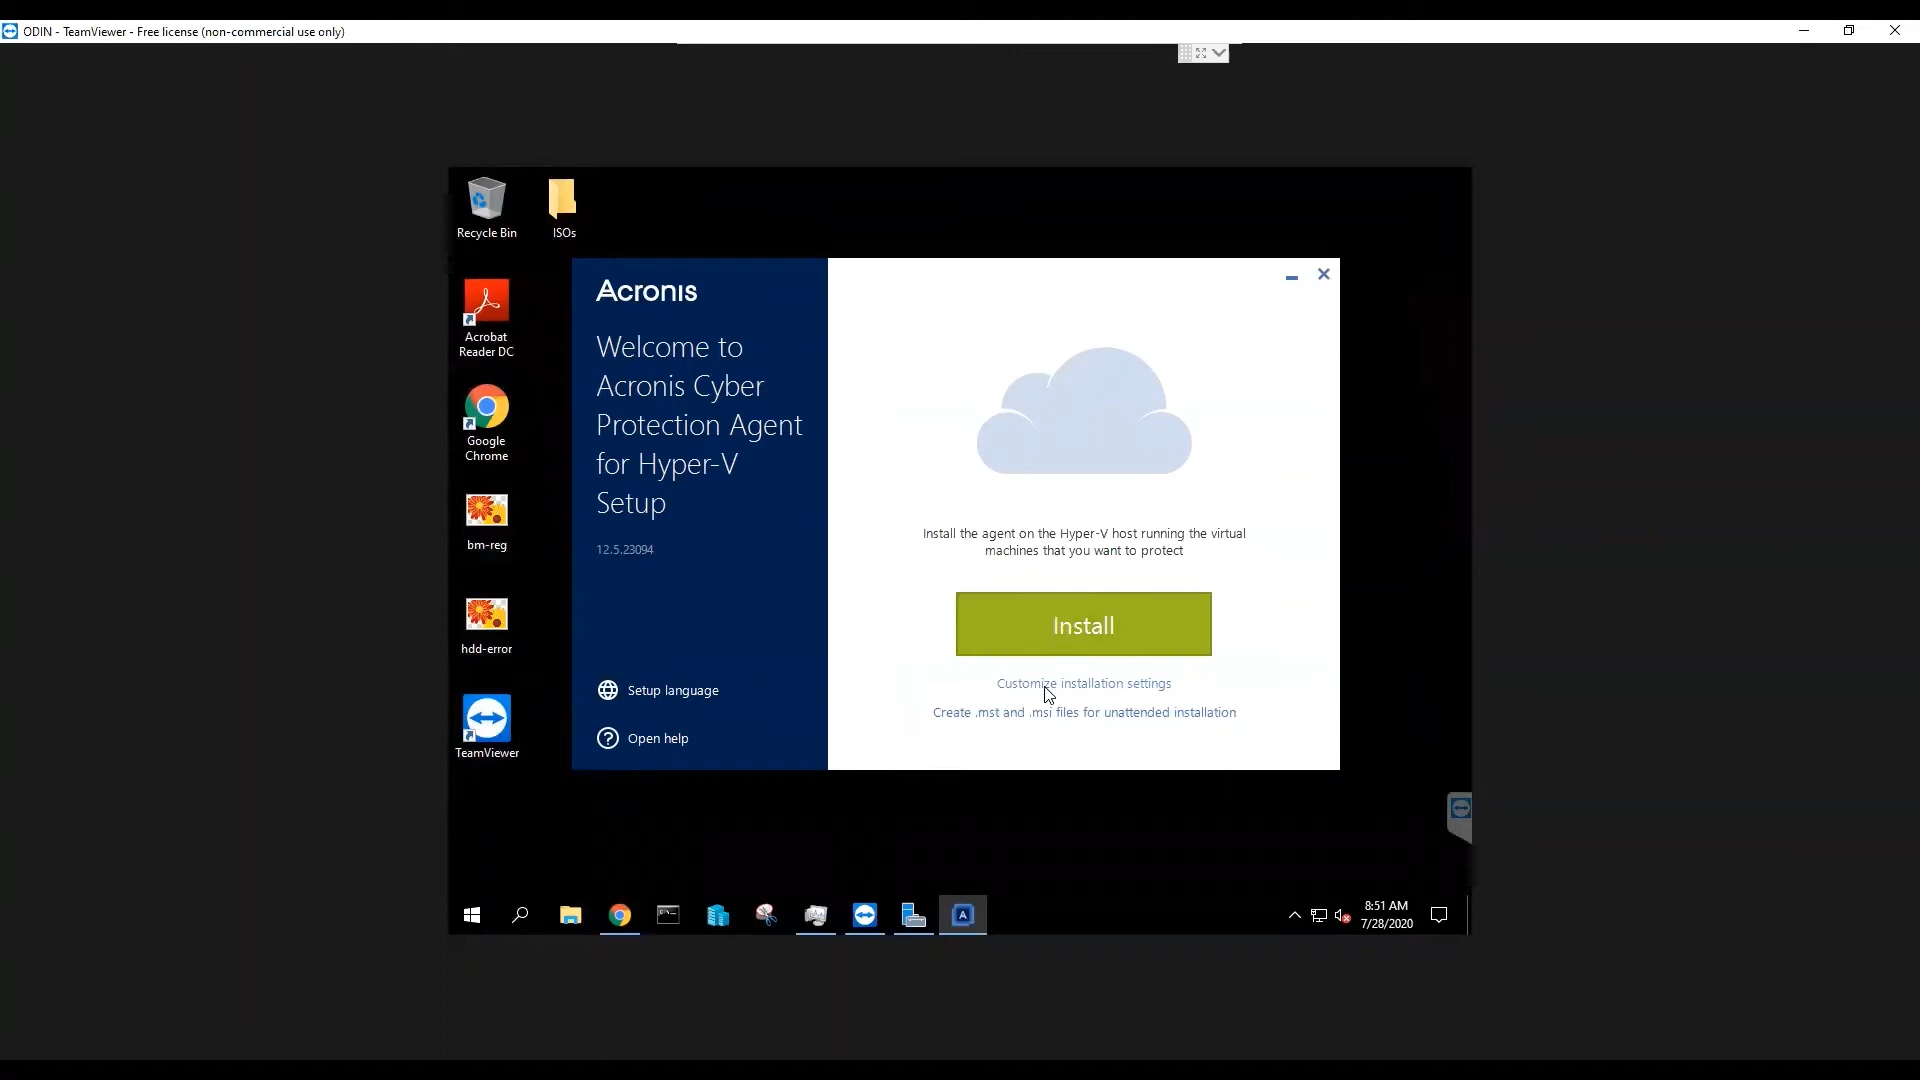 ODIN - TeamViewer - Free license (non-commercial use only)
Recycle Bin
ISOs
Acrobat
Reader DC
Google
Chrome
bm-reg
hdd-error
TeamViewer
Acronis
Welcome to
Acronis Cyber
Protection Agent
for Hyper-V
Setup
12.5.23094
Setup language
Open help
Install the agent on the Hyper-V host running the virtual
machines that you want to protect
Install
Customize installation settings
Create .mst and .msi files for unattended installation
8:51 AM
7/28/2020